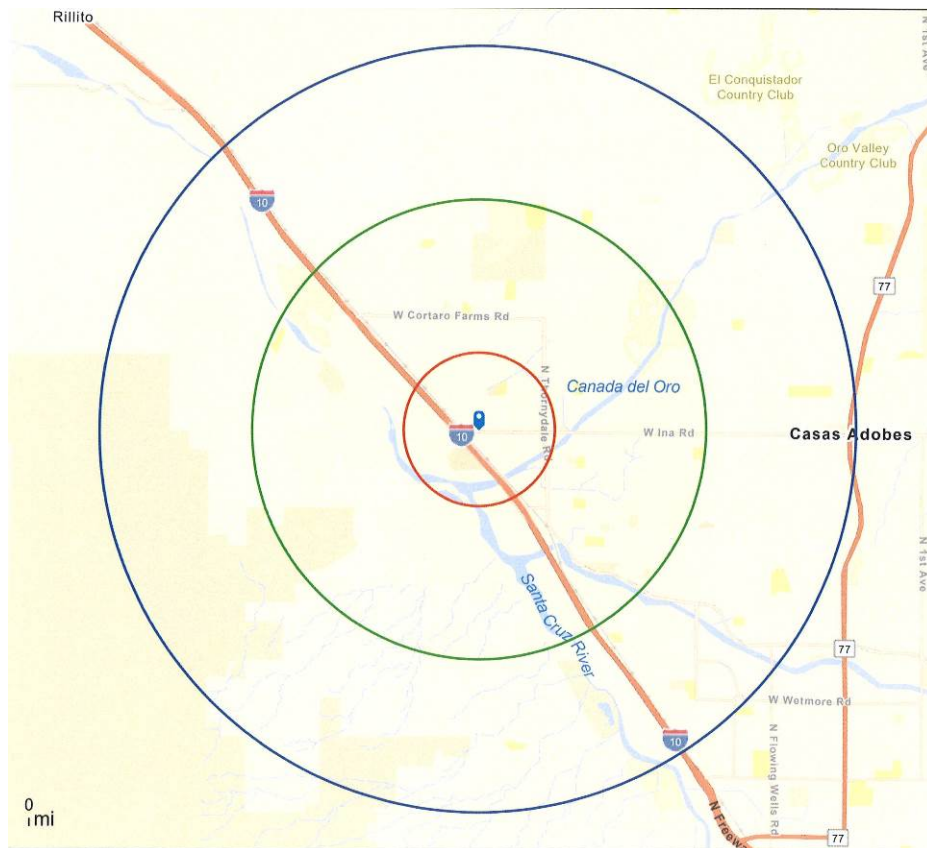 Rillito
N 1st Ave
El Conquistador
Country Club
Oro Valley
Country Club
10
77
W Cortaro Farms Rd
N Thornydale Rd
Canada del Oro
10
W Ina Rd
Casas Adobes
N 1st Ave
Santa Cruz River
77
W Wetmore Rd
N Flowing Wells Rd
10
0
mi
77